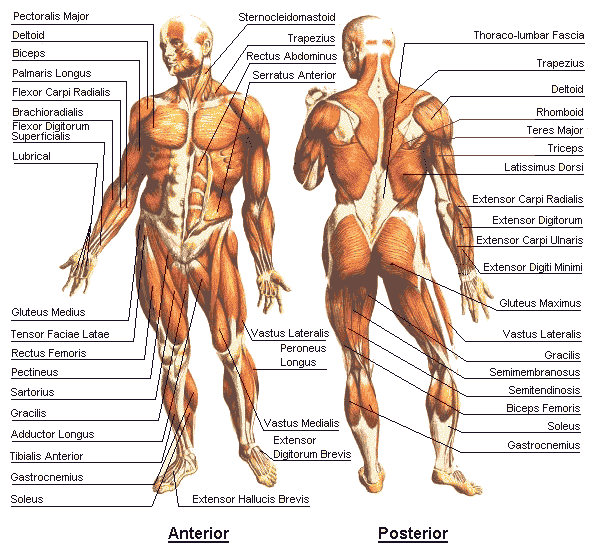 Pectoralis Major
Deltoid
Biceps
Palmaris Longus
Flexor Carpi Radialis
Brachioradialis
Flexor Digitorum
Superficialis
Lubrical
Gluteus Medius
Tensor Faciae Latae
Rectus Femoris
Pectineus
Sartorius
Gracilis
Adductor Longus
Tibialis Anterior
Gastrocnemius
Soleus
Sternocleidomastoid
Trapezius
Rectus Abdominus
Serratus Anterior
Vastus Lateralis
Peroneus
Longus
Vastus Medialis
Extensor
Digitorum Brevis
Extensor Hallucis Brevis
Thoraco-lumbar Fascia
Trapezius
Deltoid
Rhomboid
Teres Major
Triceps
Latissimus Dorsi
Extensor Carpi Radialis
Extensor Digitorum
Extensor Carpi Ulnaris
Extensor Digiti Minimi
Gluteus Maximus
Vastus Lateralis
Gracilis
Semimembranosus
Semitendinosis
Biceps Femoris
Soleus
Gastrocnemius
Anterior
Posterior